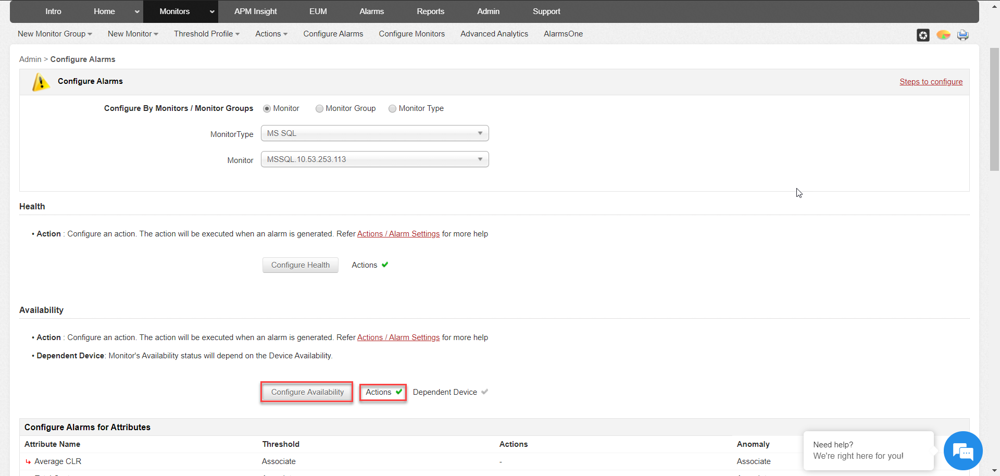 Intro Home Monitors APM Insight EUM Alarms Reports Admin Support
New Monitor Group New Monitor Threshold Profile Actions Configure Alarms Configure Monitors Advanced Analytics AlarmsOne
Admin > Configure Alarms
Configure Alarms
Steps to configure
Configure By Monitors / Monitor Groups Monitor Monitor Group Monitor Type
MonitorType MS SQL
Monitor MSSQL.10.53.253.113
Health
• Action : Configure an action. The action will be executed when an alarm is generated. Refer Actions / Alarm Settings for more help
Configure Health Actions
Availability
• Action : Configure an action. The action will be executed when an alarm is generated. Refer Actions / Alarm Settings for more help
• Dependent Device: Monitor's Availability status will depend on the Device Availability.
Configure Availability Actions Dependent Device
Configure Alarms for Attributes
Attribute Name Threshold Actions Anomaly
Average CLR Associate - Associate
Need help?
We're right here for you!